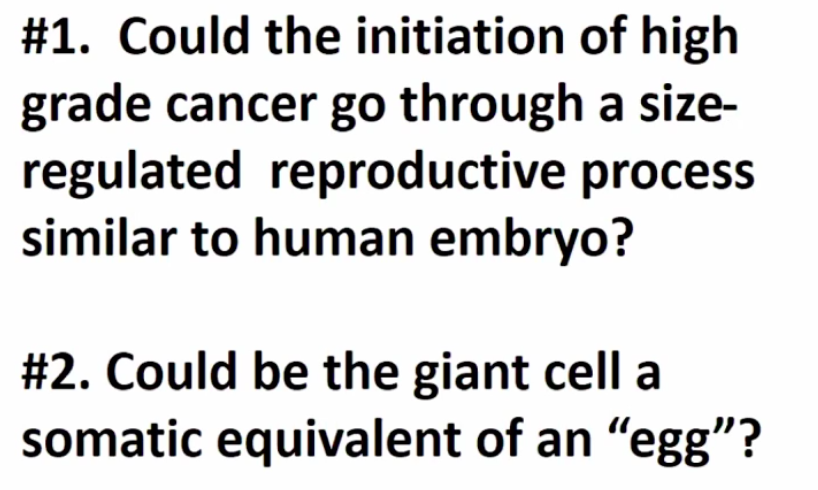 #1. Could the initiation of high
grade cancer go through a size-
regulated reproductive process
similar to human embryo?
#2. Could be the giant cell a
somatic equivalent of an “egg”?